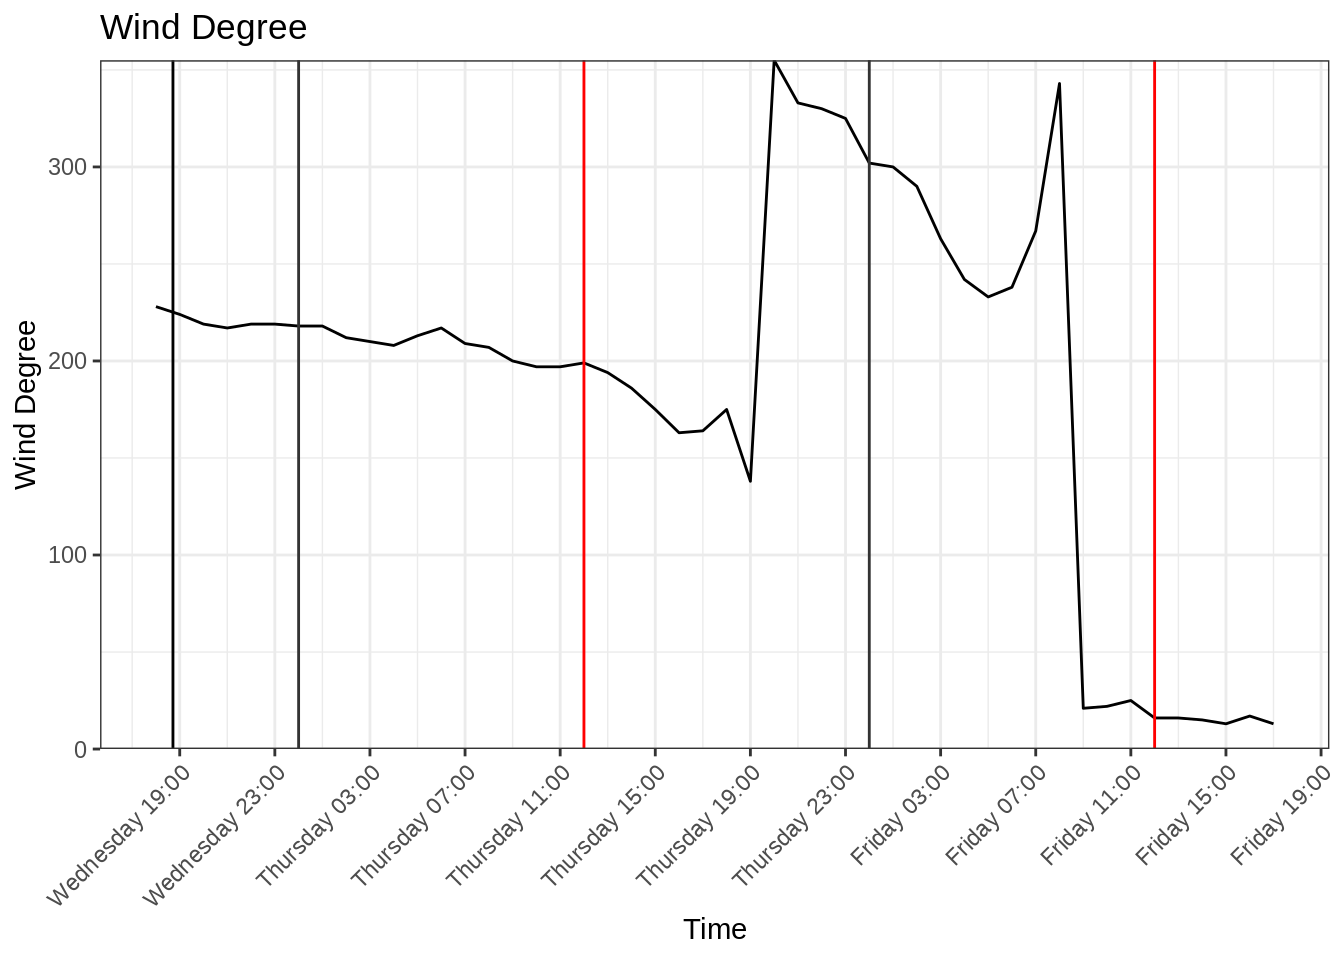 Wind Degree
Wind Degree
300
200
100
0
Wednesday 19:00
Wednesday 23:00
Thursday 03:00
Thursday 07:00
Thursday 11:00
Thursday 15:00
Thursday 19:00
Thursday 23:00
Friday 03:00
Friday 07:00
Friday 11:00
Friday 15:00
Friday 19:00
Time